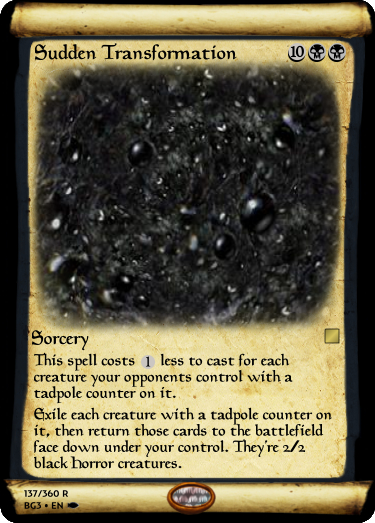 Sudden Transformation 10
Sorcery
This spell costs 1 less to cast for each
creature your opponents control with a
tadpole counter on it.
Exile each creature with a tadpole counter on
it, then return those cards to the battlefield
face down under your control. They're 2/2
black Horror creatures.
137/360 R
BG3 • EN